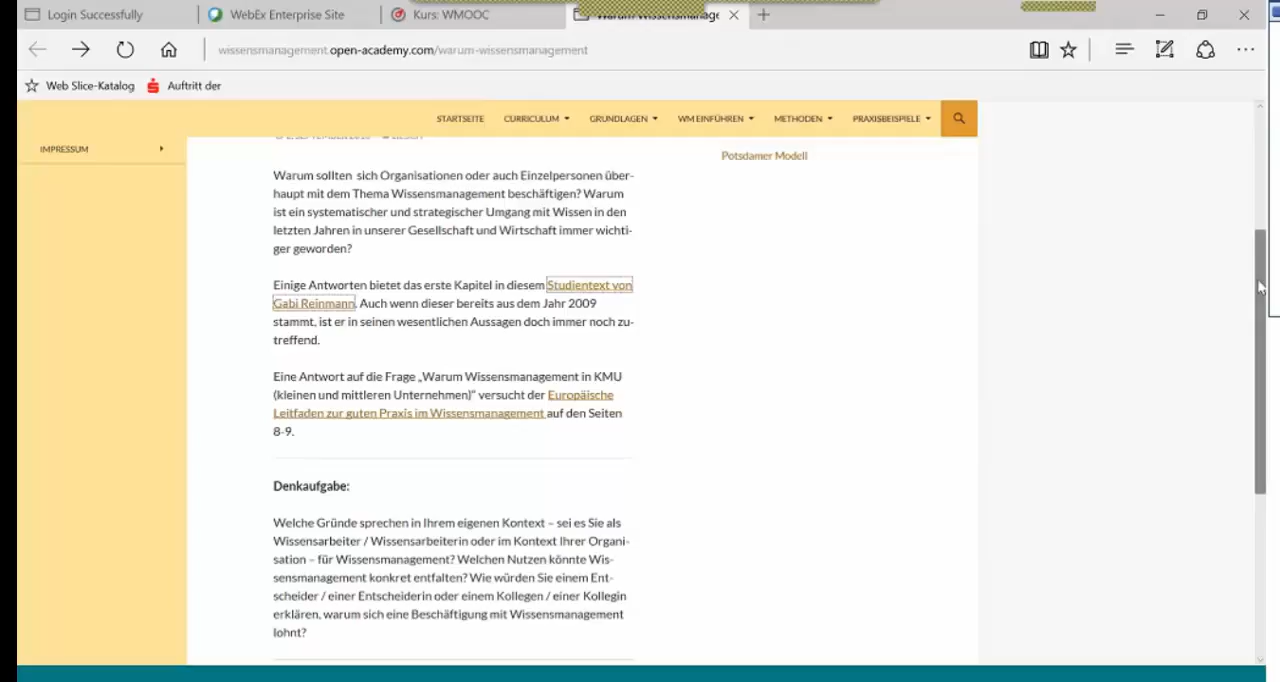 Login Successfully
WebEx Enterprise Site
Kurs: WMOOC
Warum Wissensmanage
wissensmanagement.open-academy.com/warum-wissensmanagement
Web Slice-Katalog
Auftritt der
STARTSEITE
CURRICULUM
GRUNDLAGEN
WM EINFÜHREN
METHODEN
PRAXISBEISPIELE
IMPRESSUM
Potsdamer Modell
Warum sollten sich Organisationen oder auch Einzelpersonen über-
haupt mit dem Thema Wissensmanagement beschäftigen? Warum
ist ein systematischer und strategischer Umgang mit Wissen in den
letzten Jahren in unserer Gesellschaft und Wirtschaft immer wichti-
ger geworden?
Einige Antworten bietet das erste Kapitel in diesem Studientext von
Gabi Reinmann. Auch wenn dieser bereits aus dem Jahr 2009
stammt, ist er in seinen wesentlichen Aussagen doch immer noch zu-
treffend.
Eine Antwort auf die Frage „Warum Wissensmanagement in KMU
(kleinen und mittleren Unternehmen)“ versucht der Europäische
Leitfaden zur guten Praxis im Wissensmanagement auf den Seiten
8-9.
Denkaufgabe:
Welche Gründe sprechen in Ihrem eigenen Kontext – sei es Sie als
Wissensarbeiter / Wissensarbeiterin oder im Kontext Ihrer Organi-
sation – für Wissensmanagement? Welchen Nutzen könnte Wis-
sensmanagement konkret entfalten? Wie würden Sie einem Ent-
scheider / einer Entscheiderin oder einem Kollegen / einer Kollegin
erklären, warum sich eine Beschäftigung mit Wissensmanagement
lohnt?